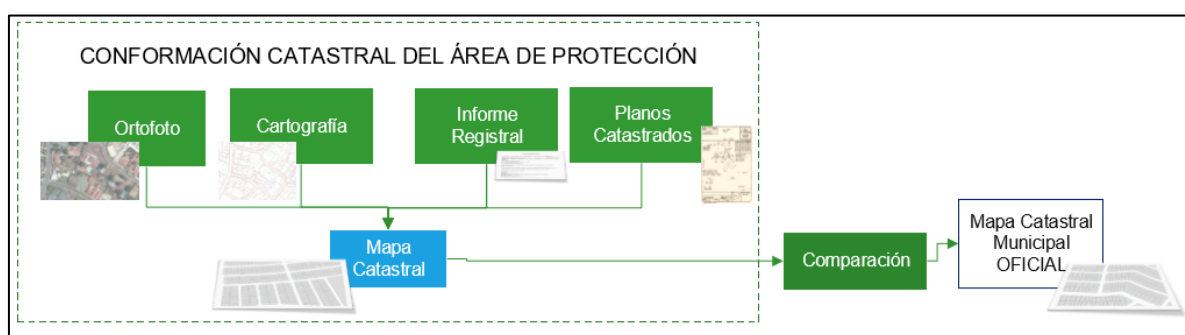 CONFORMACIÓN CATASTRAL DEL ÁREA DE PROTECCIÓN
Ortofoto
Cartografía
Informe
Registral
Planos
Catastrados
Mapa
Catastral
Comparación
Mapa Catastral
Municipal
OFICIAL